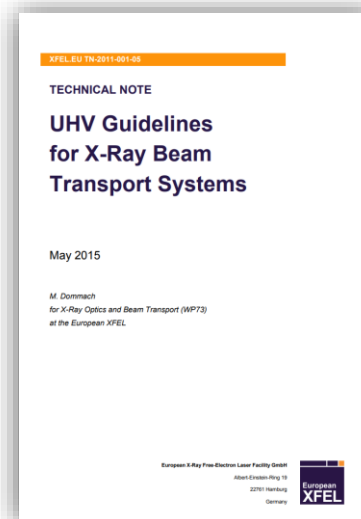 XFEL.EU TN-2011-001-05
TECHNICAL NOTE
UHV Guidelines
for X-Ray Beam
Transport Systems
May 2015
M. Dommach
for X-Ray Optics and Beam Transport (WP73)
at the European XFEL
European X-Ray Free-Electron Laser Facility GmbH
Albert-Einstein-Ring 19
22761 Hamburg
Germany
European
XFEL